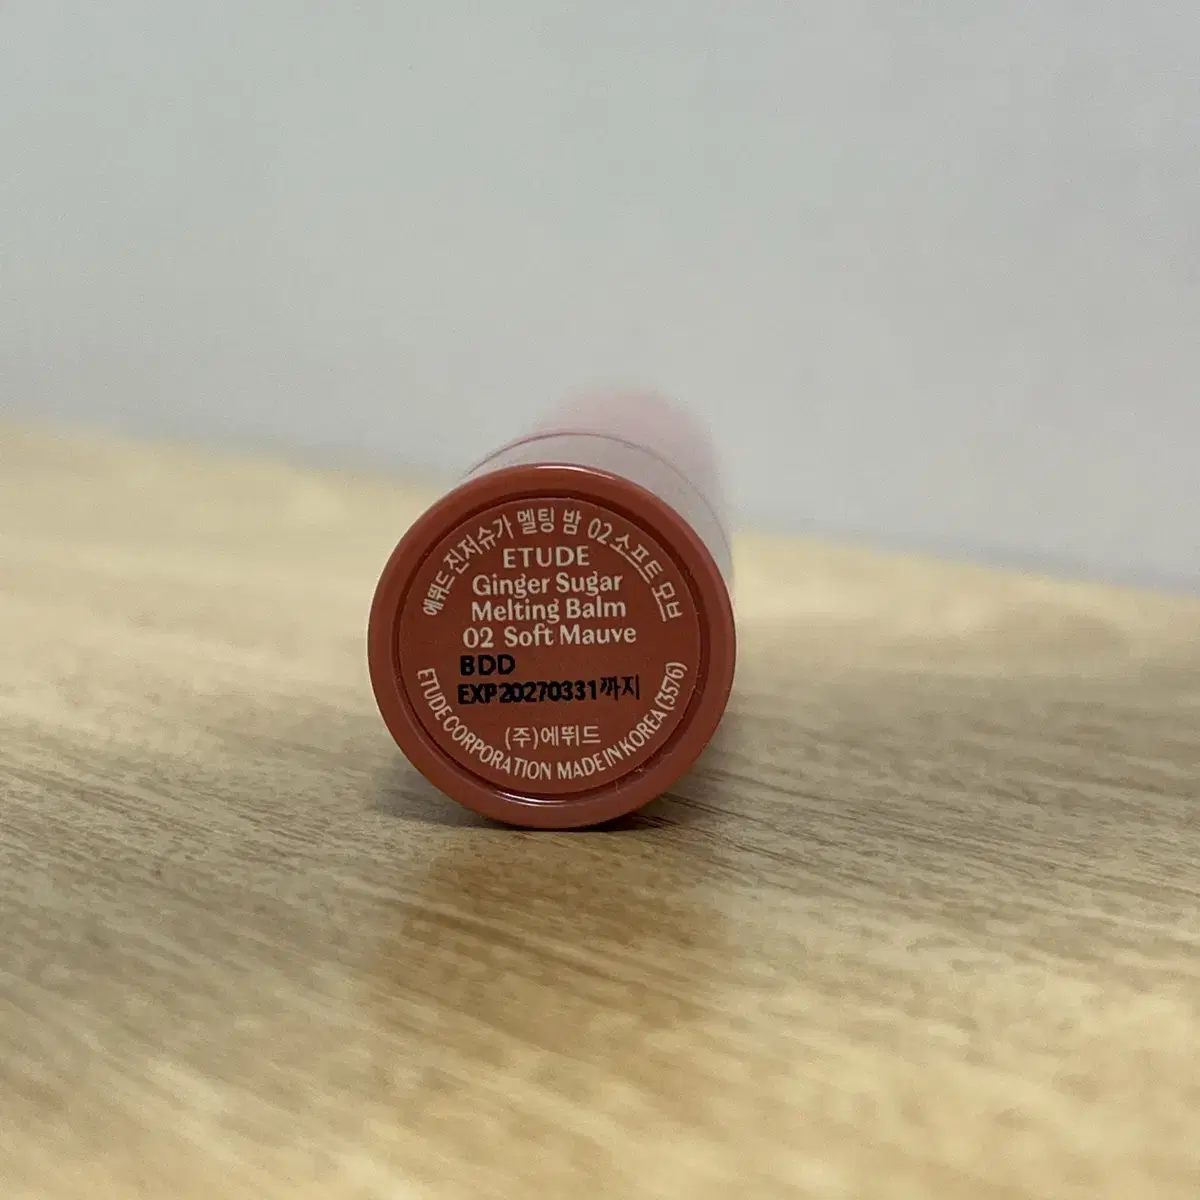 에뛰드 진저슈가 멜팅 밤 02 소프트 모브
ETUDE
Ginger Sugar
Melting Balm
02 Soft Mauve
BDD
EXP20270331까지
(주)에뛰드
ETUDE CORPORATION MADE IN KOREA (3576)